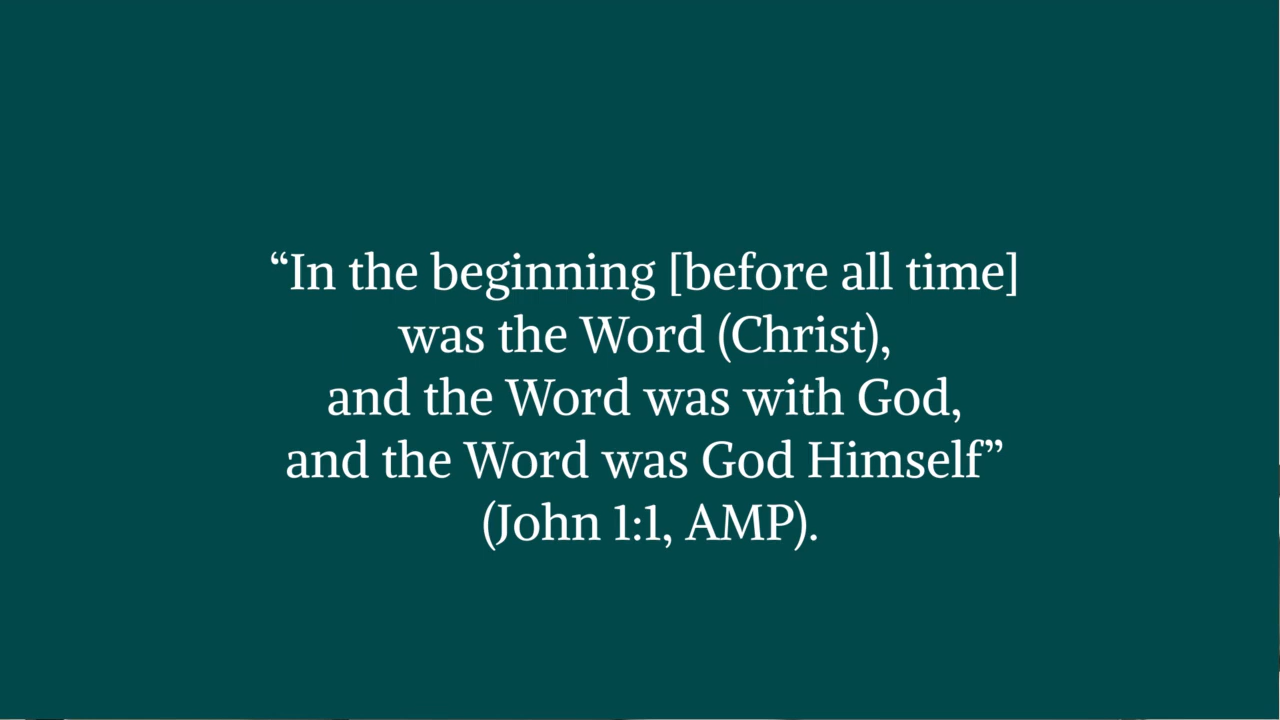 “In the beginning [before all time]
was the Word (Christ),
and the Word was with God,
and the Word was God Himself”
(John 1:1, AMP).